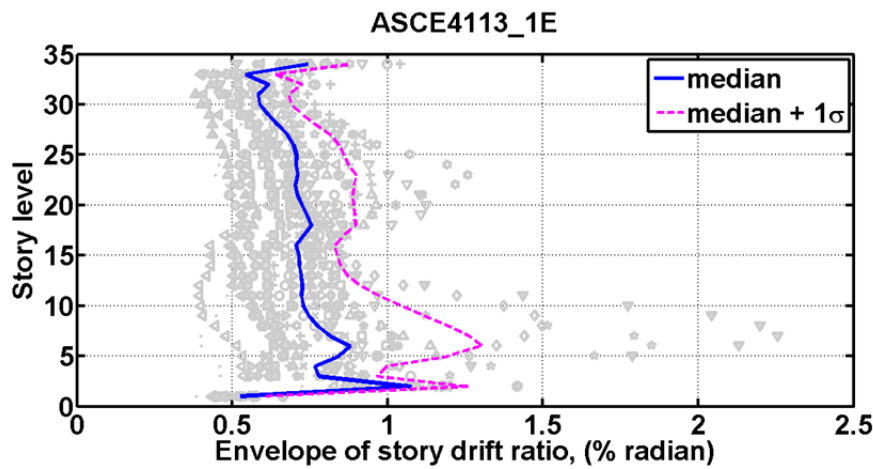 ASCE4113_1E
median
median + 1σ
Story level
35
30
25
20
15
10
5
0
0 0.5 1 1.5 2 2.5
Envelope of story drift ratio, (% radian)